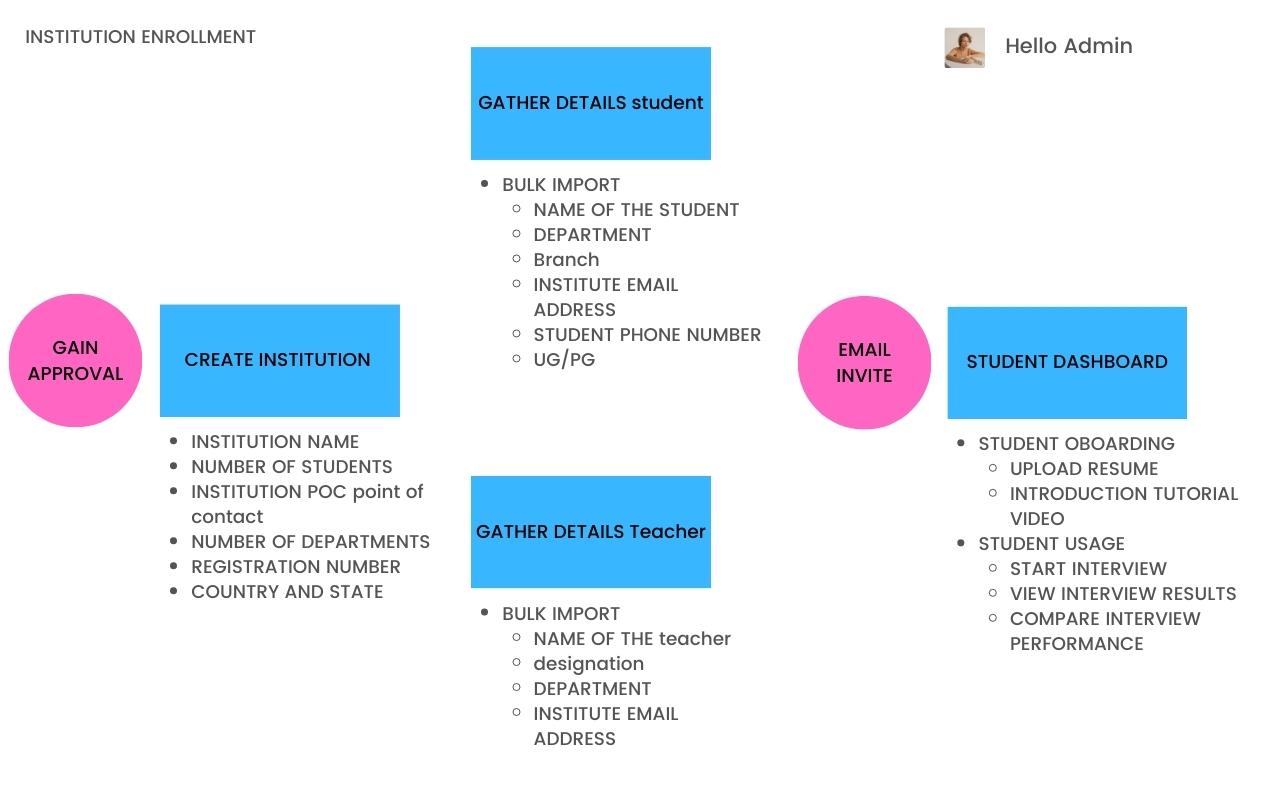 INSTITUTION ENROLLMENT
Hello Admin
GATHER DETAILS student
• BULK IMPORT
○ NAME OF THE STUDENT
○ DEPARTMENT
○ Branch
○ INSTITUTE EMAIL
ADDRESS
○ STUDENT PHONE NUMBER
○ UG/PG
GAIN
APPROVAL
CREATE INSTITUTION
• INSTITUTION NAME
• NUMBER OF STUDENTS
• INSTITUTION POC point of
contact
• NUMBER OF DEPARTMENTS
• REGISTRATION NUMBER
• COUNTRY AND STATE
GATHER DETAILS Teacher
• BULK IMPORT
○ NAME OF THE teacher
○ designation
○ DEPARTMENT
○ INSTITUTE EMAIL
ADDRESS
EMAIL
INVITE
STUDENT DASHBOARD
• STUDENT OBOARDING
○ UPLOAD RESUME
○ INTRODUCTION TUTORIAL
VIDEO
• STUDENT USAGE
○ START INTERVIEW
○ VIEW INTERVIEW RESULTS
○ COMPARE INTERVIEW
PERFORMANCE